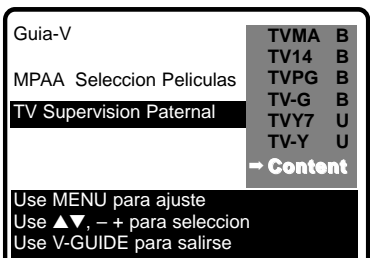 Guia-V
MPAA Seleccion Peliculas
TV Supervision Paternal
TVMA B
TV14 B
TVPG B
TV-G B
TVY7 U
TV-Y U
➡ Content
Use MENU para ajuste
Use ▲▼, – + para seleccion
Use V-GUIDE para salirse